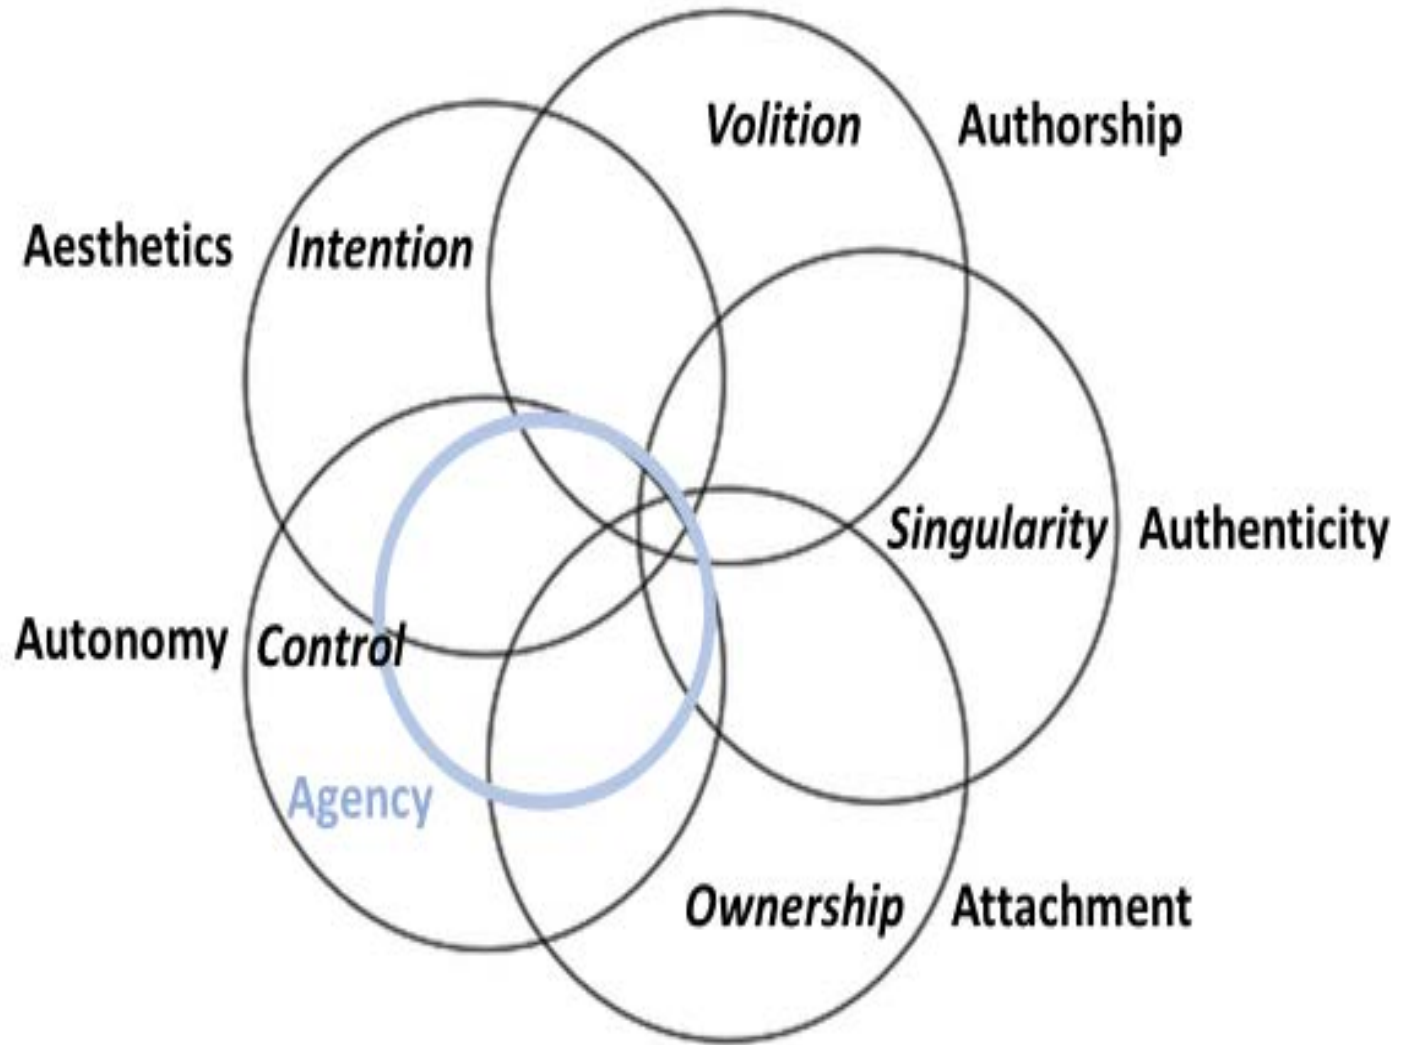 Volition Authorship
Aesthetics Intention
Singularity Authenticity
Autonomy Control
Agency
Ownership Attachment